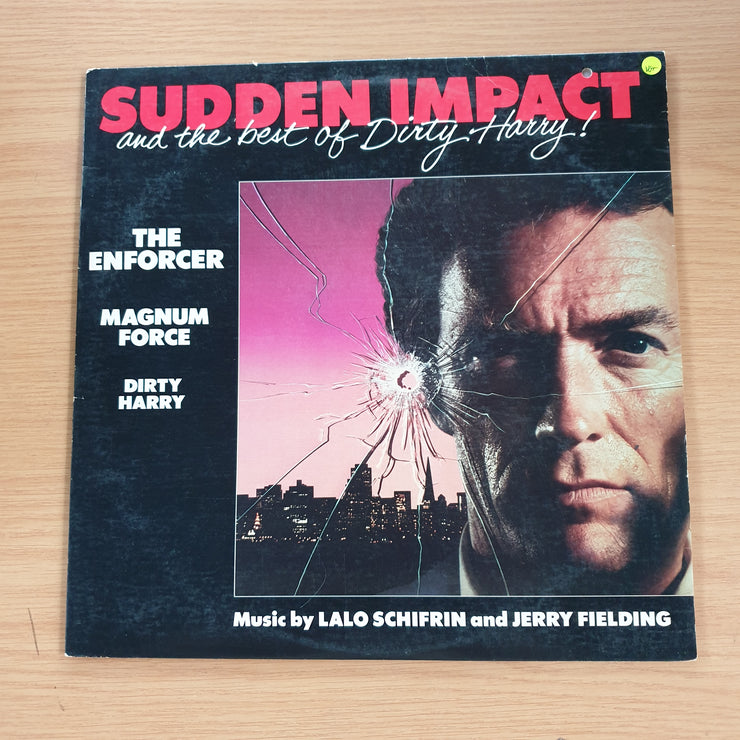 SUDDEN IMPACT
and the best of Dirty Harry!
THE
ENFORCER
MAGNUM
FORCE
DIRTY
HARRY
Music by LALO SCHIFRIN and JERRY FIELDING